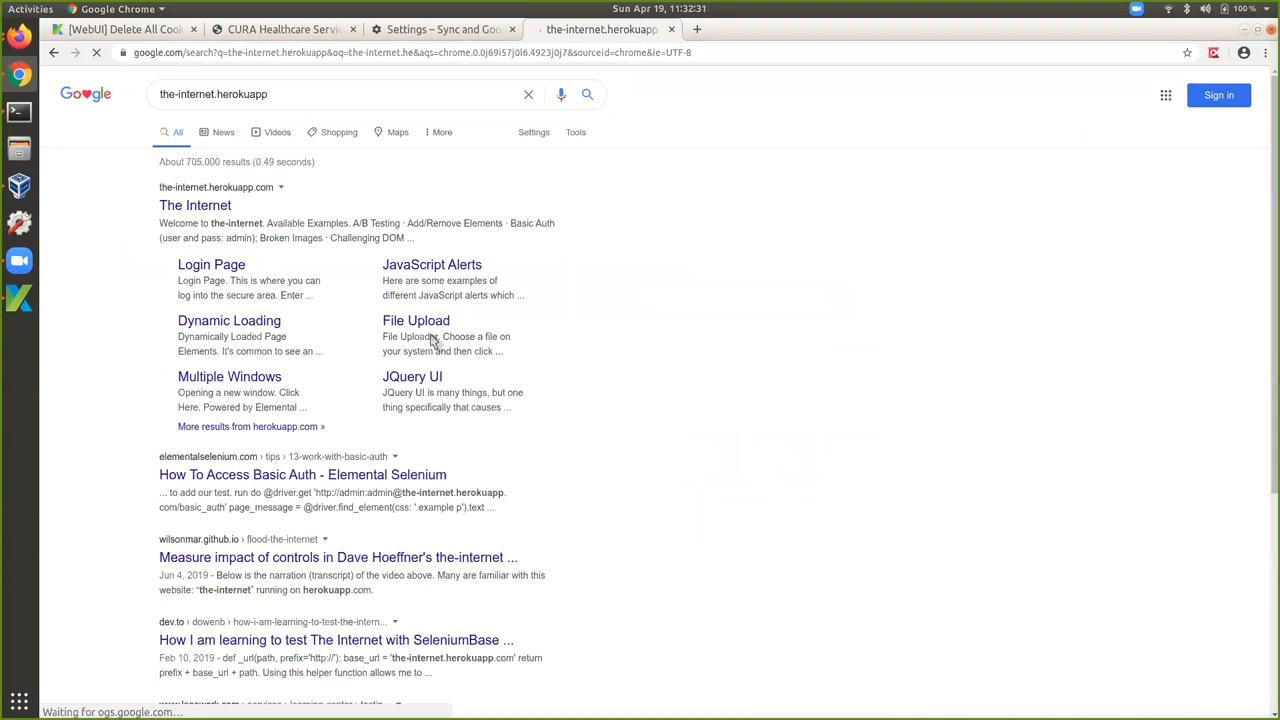 Activities Google Chrome Sun Apr 19, 11:32:31 100 %
[WebUI] Delete All Cook CURA Healthcare Servic Settings – Sync and Goo the-internet.herokuapp
google.com/search?q=the-internet.herokuapp&oq=the-internet.he&aqs=chrome.0.0j69i57j0l6.4923j0j7&sourceid=chrome&ie=UTF-8
Google the-internet.herokuapp Sign in
All News Videos Shopping Maps More Settings Tools
About 705,000 results (0.49 seconds)
the-internet.herokuapp.com
The Internet
Welcome to the-internet. Available Examples. A/B Testing · Add/Remove Elements · Basic Auth
(user and pass: admin); Broken Images · Challenging DOM ...
Login Page JavaScript Alerts
Login Page. This is where you can Here are some examples of
log into the secure area. Enter ... different JavaScript alerts which ...
Dynamic Loading File Upload
Dynamically Loaded Page File Uploader. Choose a file on
Elements. It's common to see an ... your system and then click ...
Multiple Windows JQuery UI
Opening a new window. Click JQuery UI is many things, but one
Here. Powered by Elemental ... thing specifically that causes ...
More results from herokuapp.com »
elementalselenium.com › tips › 13-work-with-basic-auth
How To Access Basic Auth - Elemental Selenium
... to add our test. run do @driver.get 'http://admin:admin@the-internet.herokuapp.
com/basic_auth' page_message = @driver.find_element(css: '.example p').text ...
wilsonmar.github.io › flood-the-internet
Measure impact of controls in Dave Hoeffner's the-internet ...
Jun 4, 2019 - Below is the narration (transcript) of the video above. Many are familiar with this
website: “the-internet” running on herokuapp.com.
dev.to › dowenb › how-i-am-learning-to-test-the-intern...
How I am learning to test The Internet with SeleniumBase ...
Feb 10, 2019 - def _url(path, prefix='http://'): base_url = 'the-internet.herokuapp.com' return
prefix + base_url + path. Using this helper function allows me to ...
Waiting for ogs.google.com…